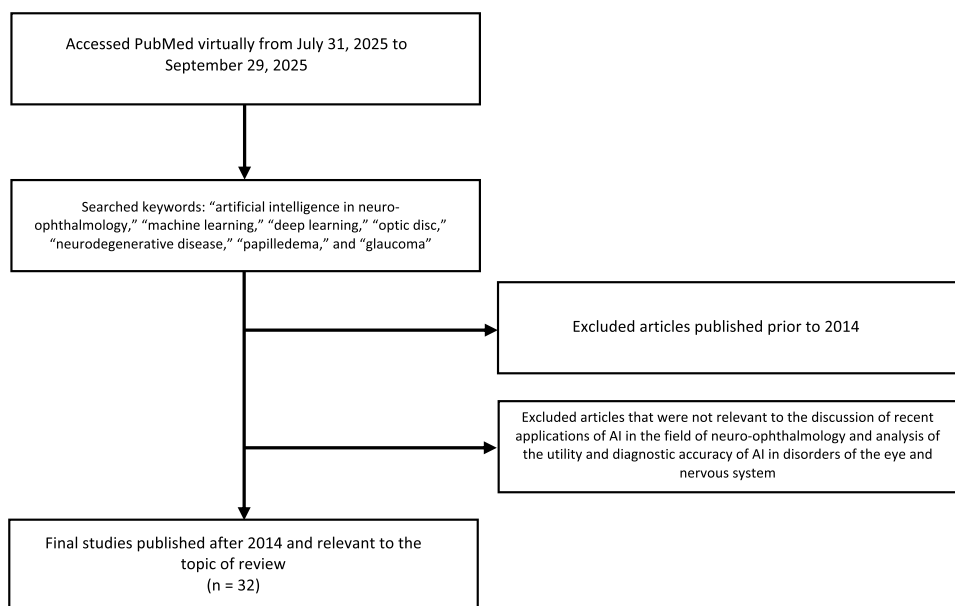 Accessed PubMed virtually from July 31, 2025 to
September 29, 2025
Searched keywords: “artificial intelligence in neuro-
ophthalmology,” “machine learning,” “deep learning,” “optic disc,”
“neurodegenerative disease,” “papilledema,” and “glaucoma”
Excluded articles published prior to 2014
Excluded articles that were not relevant to the discussion of recent
applications of AI in the field of neuro-ophthalmology and analysis of
the utility and diagnostic accuracy of AI in disorders of the eye and
nervous system
Final studies published after 2014 and relevant to the
topic of review
(n = 32)